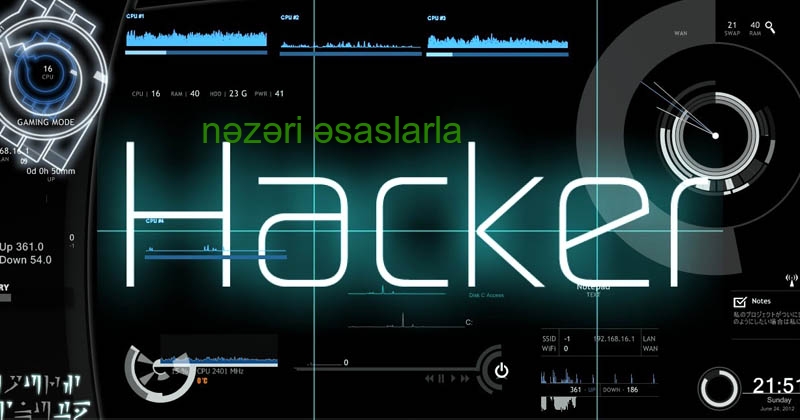 CPU #1
CPU #2
CPU #3
WAN
21
SWAP
40
RAM
16
CPU
GAMING MODE
CPU | 16 RAM | 40 HDD | 23 G PWR | 41
nəzəri əsaslarla
Hacker
0d 0h 50mm
UP
CPU #4
0
-1
Up 361.0
Down 54.0
Notepad
TEXT
Disk C Access
C:
Notes
SSID -1 192.168.16.1 LAN
WiFi 0 WAN
0
CPU 2401 MHz
0°C
361 - UP | DOWN - 186
21:51
Sunday
June 24, 2012